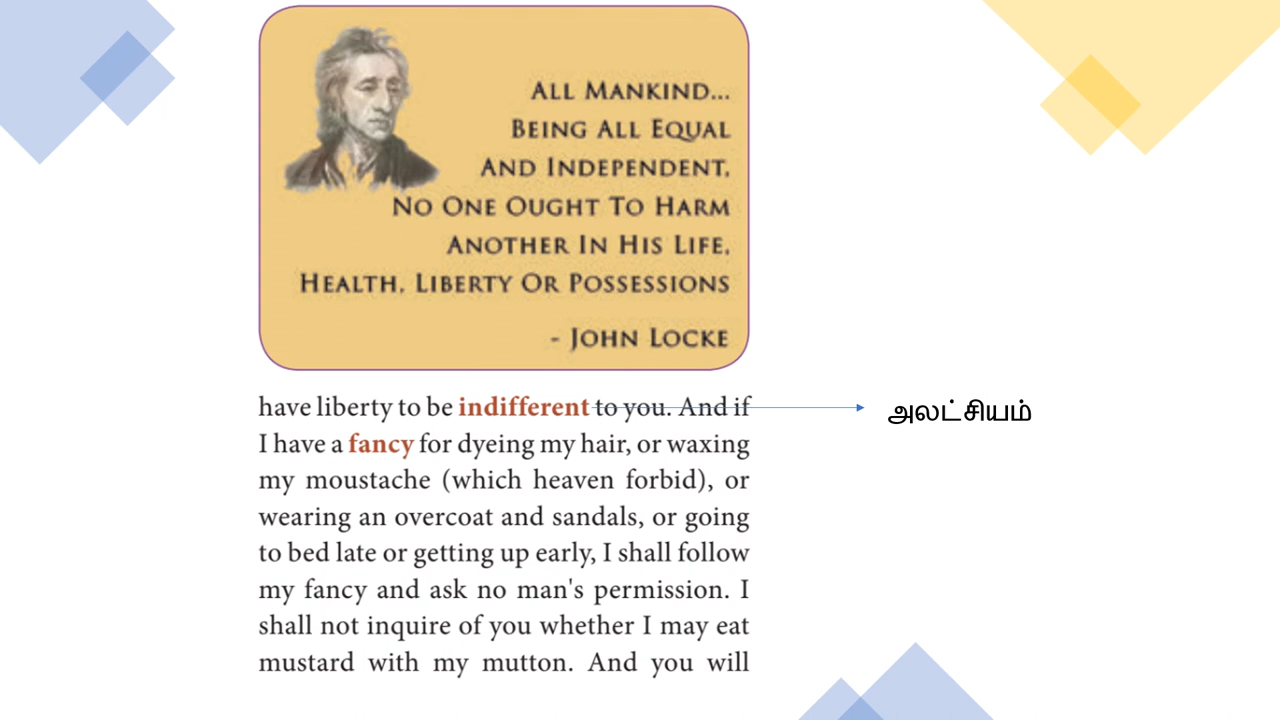 ALL MANKIND...
BEING ALL EQUAL
AND INDEPENDENT,
NO ONE OUGHT TO HARM
ANOTHER IN HIS LIFE,
HEALTH, LIBERTY OR POSSESSIONS
- JOHN LOCKE
have liberty to be indifferent to you. And if
அலட்சியம்
I have a fancy for dyeing my hair, or waxing
my moustache (which heaven forbid), or
wearing an overcoat and sandals, or going
to bed late or getting up early, I shall follow
my fancy and ask no man's permission. I
shall not inquire of you whether I may eat
mustard with my mutton. And you will